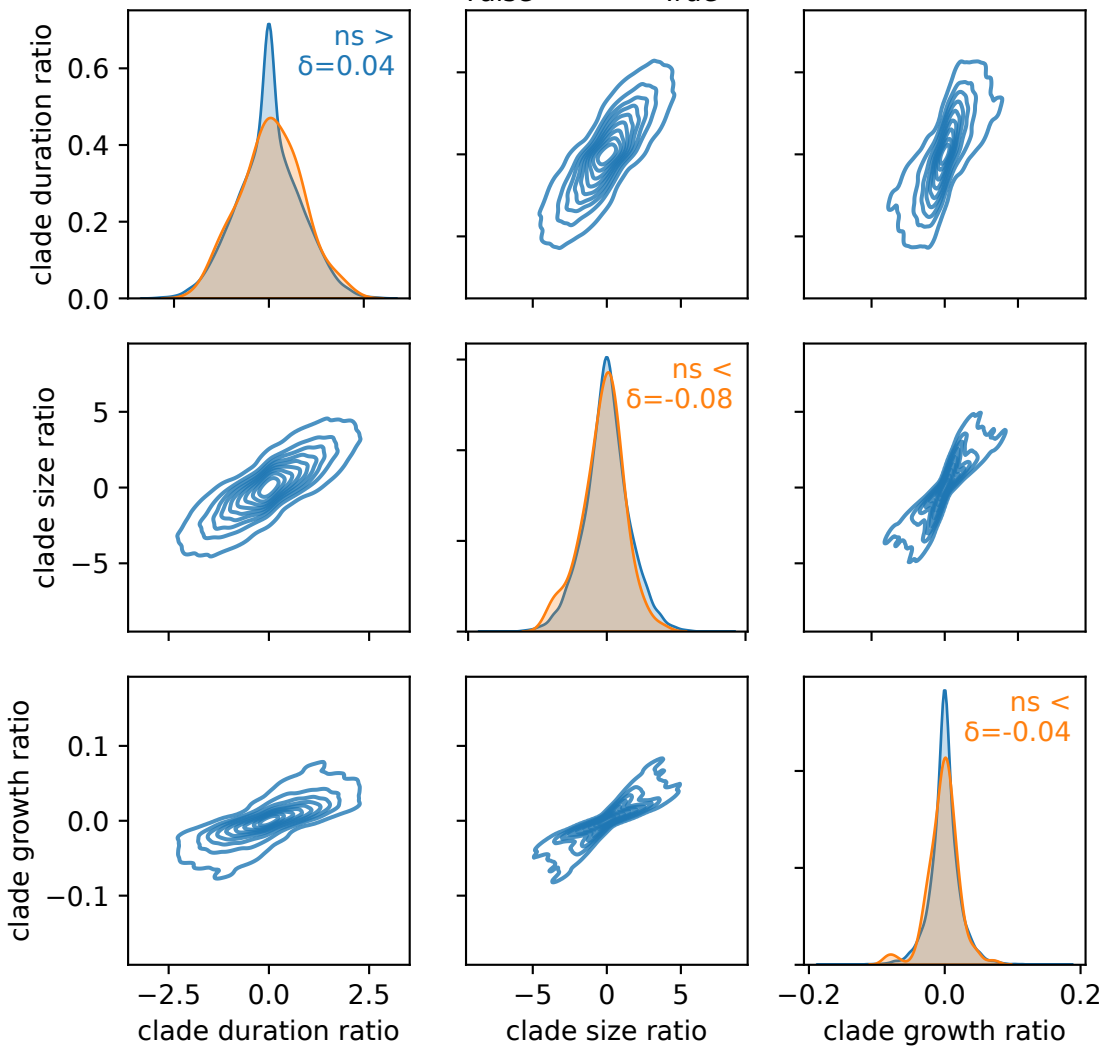 clade duration ratio
0.6
0.4
0.2
0.0
ns >
δ=0.04
clade size ratio
5
0
−5
ns <
δ=-0.08
clade growth ratio
0.1
0.0
−0.1
ns <
δ=-0.04
−2.5 0.0 2.5
−5 0 5
−0.2 0.0 0.2
clade duration ratio
clade size ratio
clade growth ratio